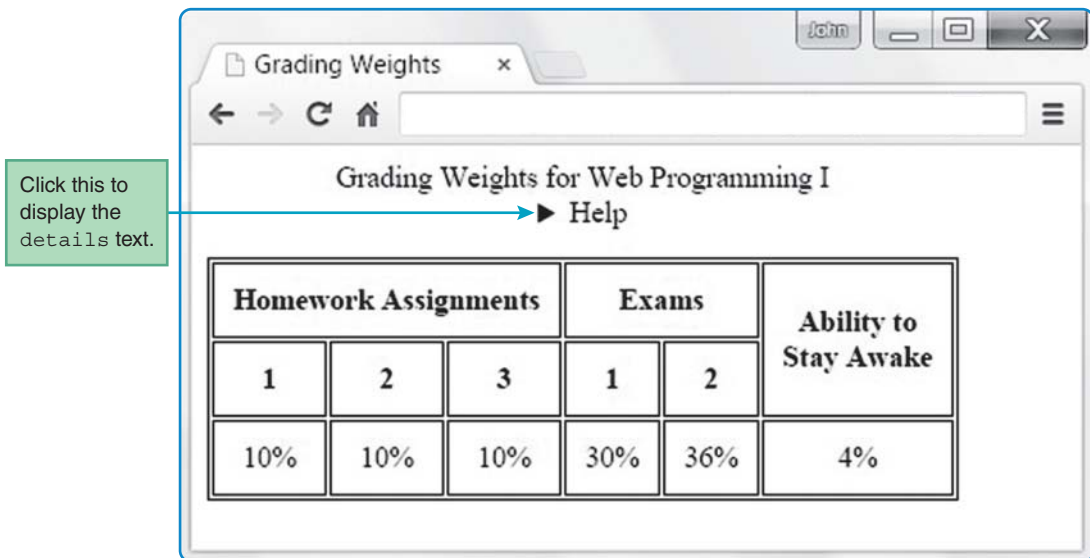 John
Grading Weights
Click this to
display the
details text.
Grading Weights for Web Programming I
Help
Homework Assignments
Exams
Ability to
Stay Awake
1
2
3
1
2
10%
10%
10%
30%
36%
4%